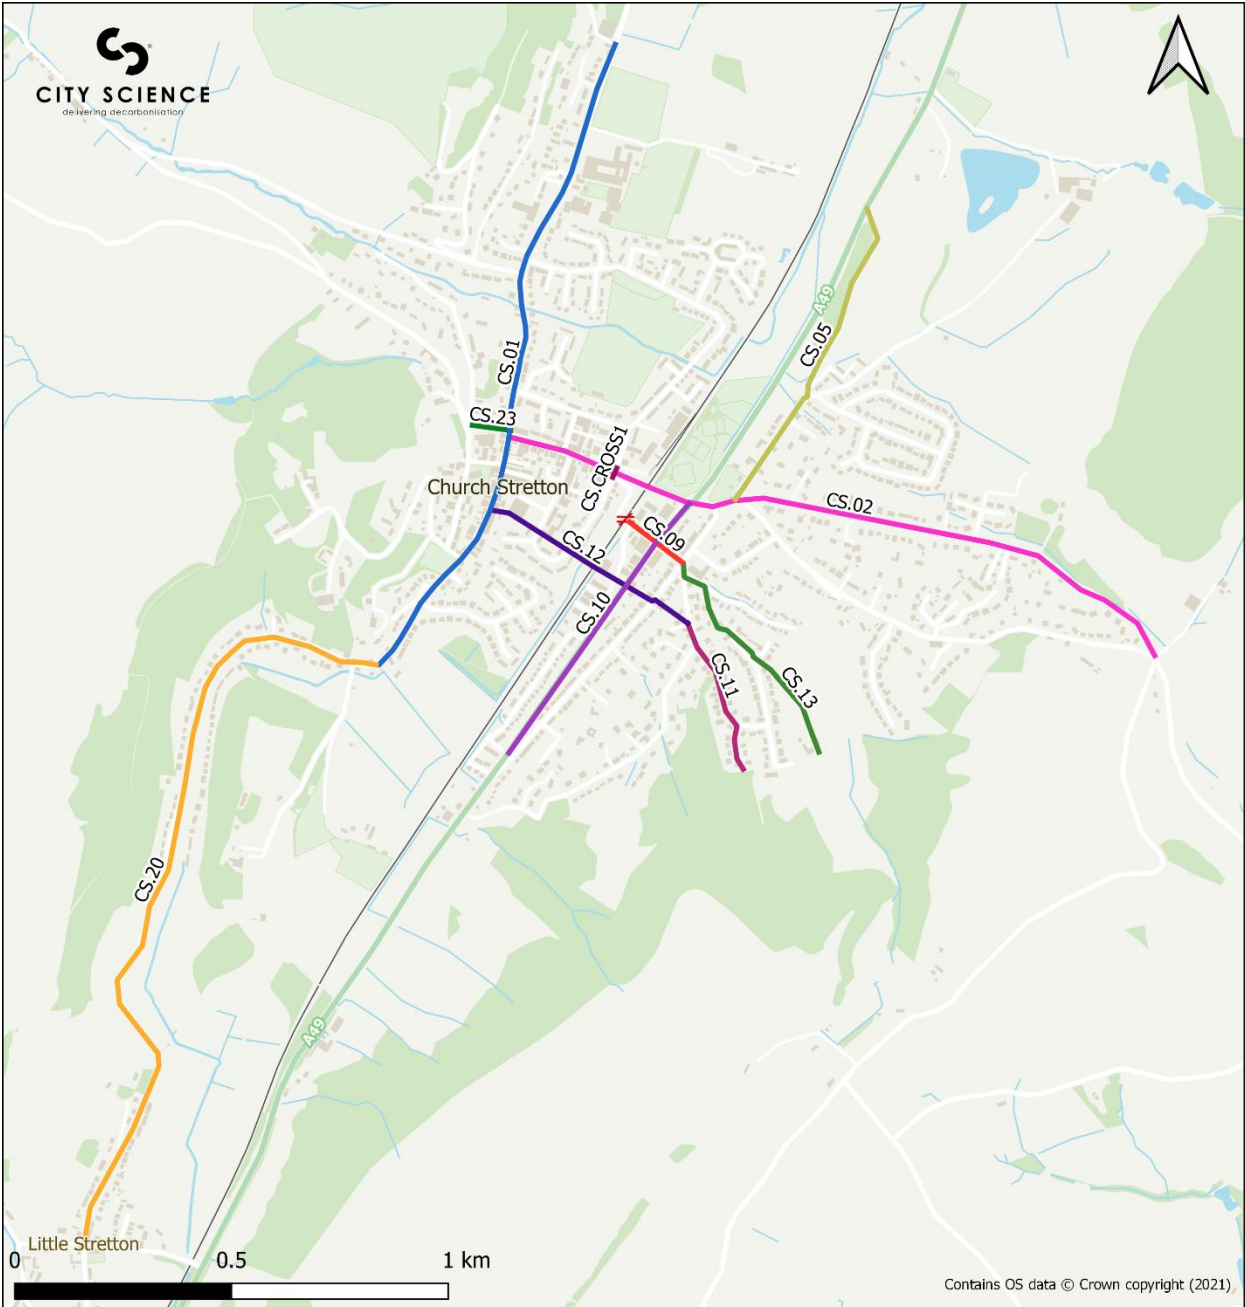 CITY SCIENCE
delivering decarbonisation
A49
CS.05
CS.01
CS.23
CS.CROSS1
Church Stretton
CS.02
CS.09
CS.12
CS.10
CS.11
CS.13
CS.20
A49
Little Stretton
0 0.5 1 km
Contains OS data © Crown copyright (2021)